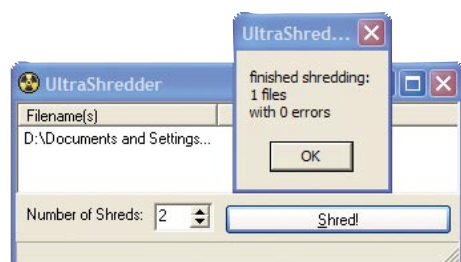 UltraShred...
UltraShredder
finished shredding:
1 files
with 0 errors
OK
Filename(s)
D:\Documents and Settings...
Number of Shreds: 2
Shred!